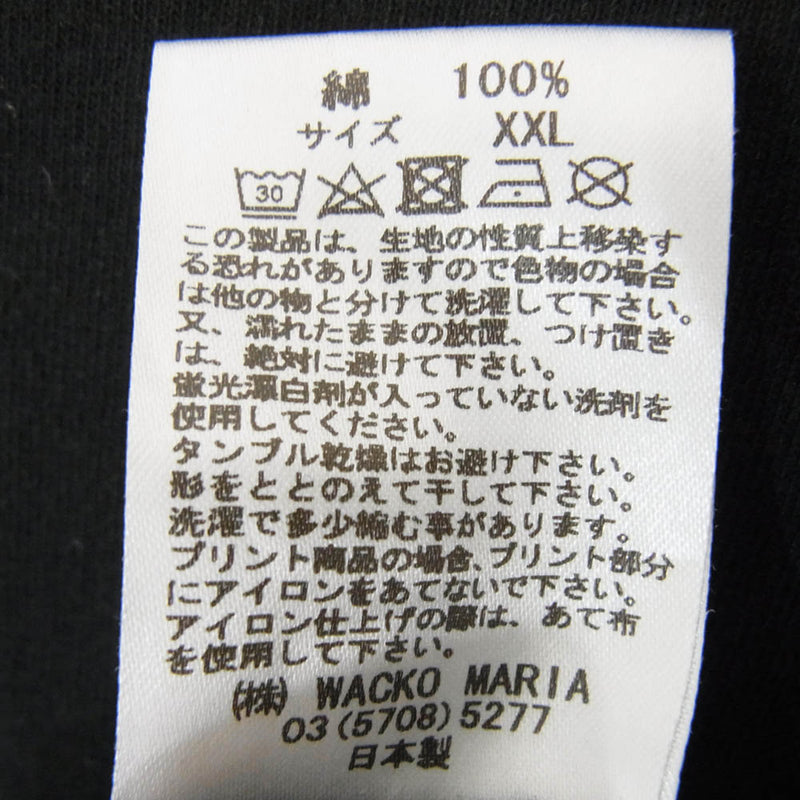 綿 100%
サイズ XXL
30
この製品は、生地の性質上移染す
る恐れがありますので色物の場合
は他の物と分けて洗濯して下さい。
又、濡れたままの放置、つけ置き
は、絶対に避けて下さい。
蛍光漂白剤が入っていない洗剤を
使用してください。
タンブル乾燥はお避け下さい。
形をととのえて干して下さい。
洗濯で多少縮む事があります。
プリント商品の場合、プリント部分
にアイロンをあてないで下さい。
アイロン仕上げの際は、あて布
を使用して下さい。
(株) WACKO MARIA
03(5708)5277
日本製